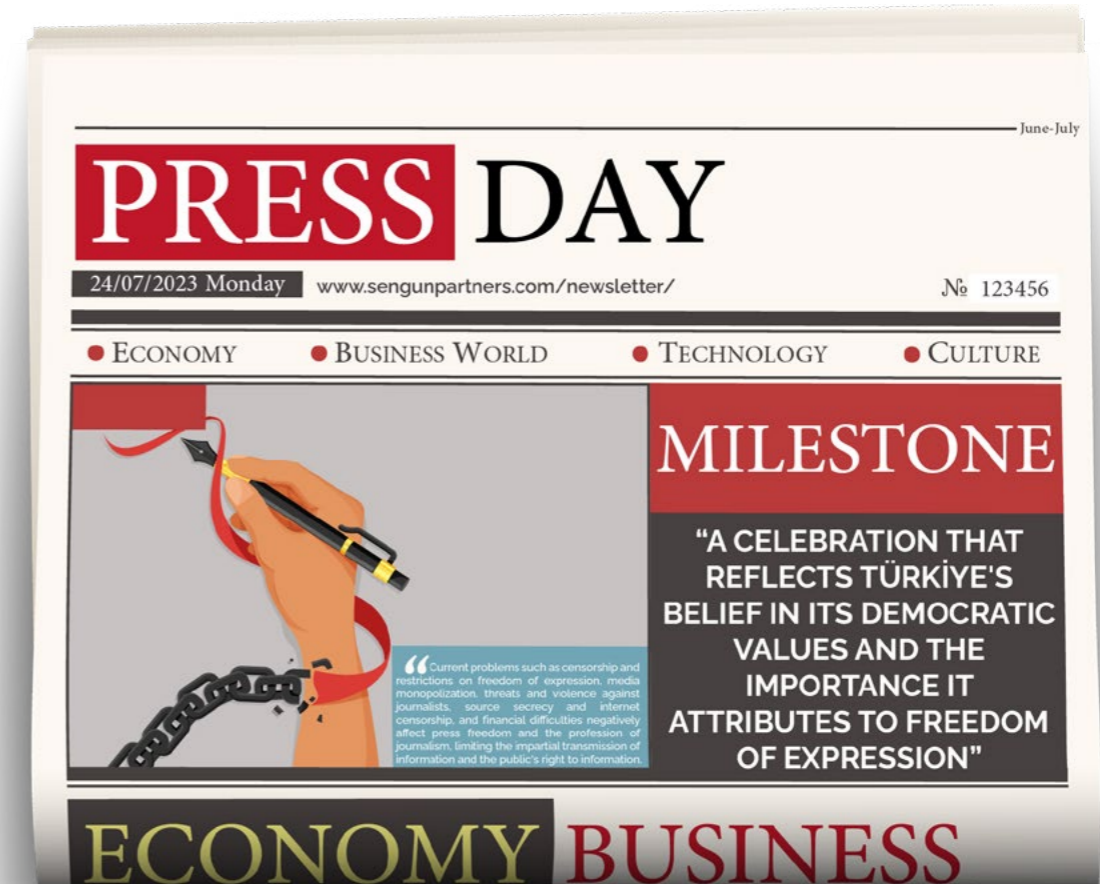 June-July
PRESS DAY
24/07/2023 Monday www.sengunpartners.com/newsletter/ № 123456
ECONOMY BUSINESS WORLD TECHNOLOGY CULTURE
MILESTONE
“A CELEBRATION THAT
REFLECTS TÜRKİYE'S
BELIEF IN ITS DEMOCRATIC
VALUES AND THE
IMPORTANCE IT
ATTRIBUTES TO FREEDOM
OF EXPRESSION”
“Current problems such as censorship and
restrictions on freedom of expression, media
monopolization, threats and violence against
journalists, source secrecy and internet
censorship, and financial difficulties negatively
affect press freedom and the profession of
journalism, limiting the impartial transmission of
information and the public's right to information.
ECONOMY BUSINESS